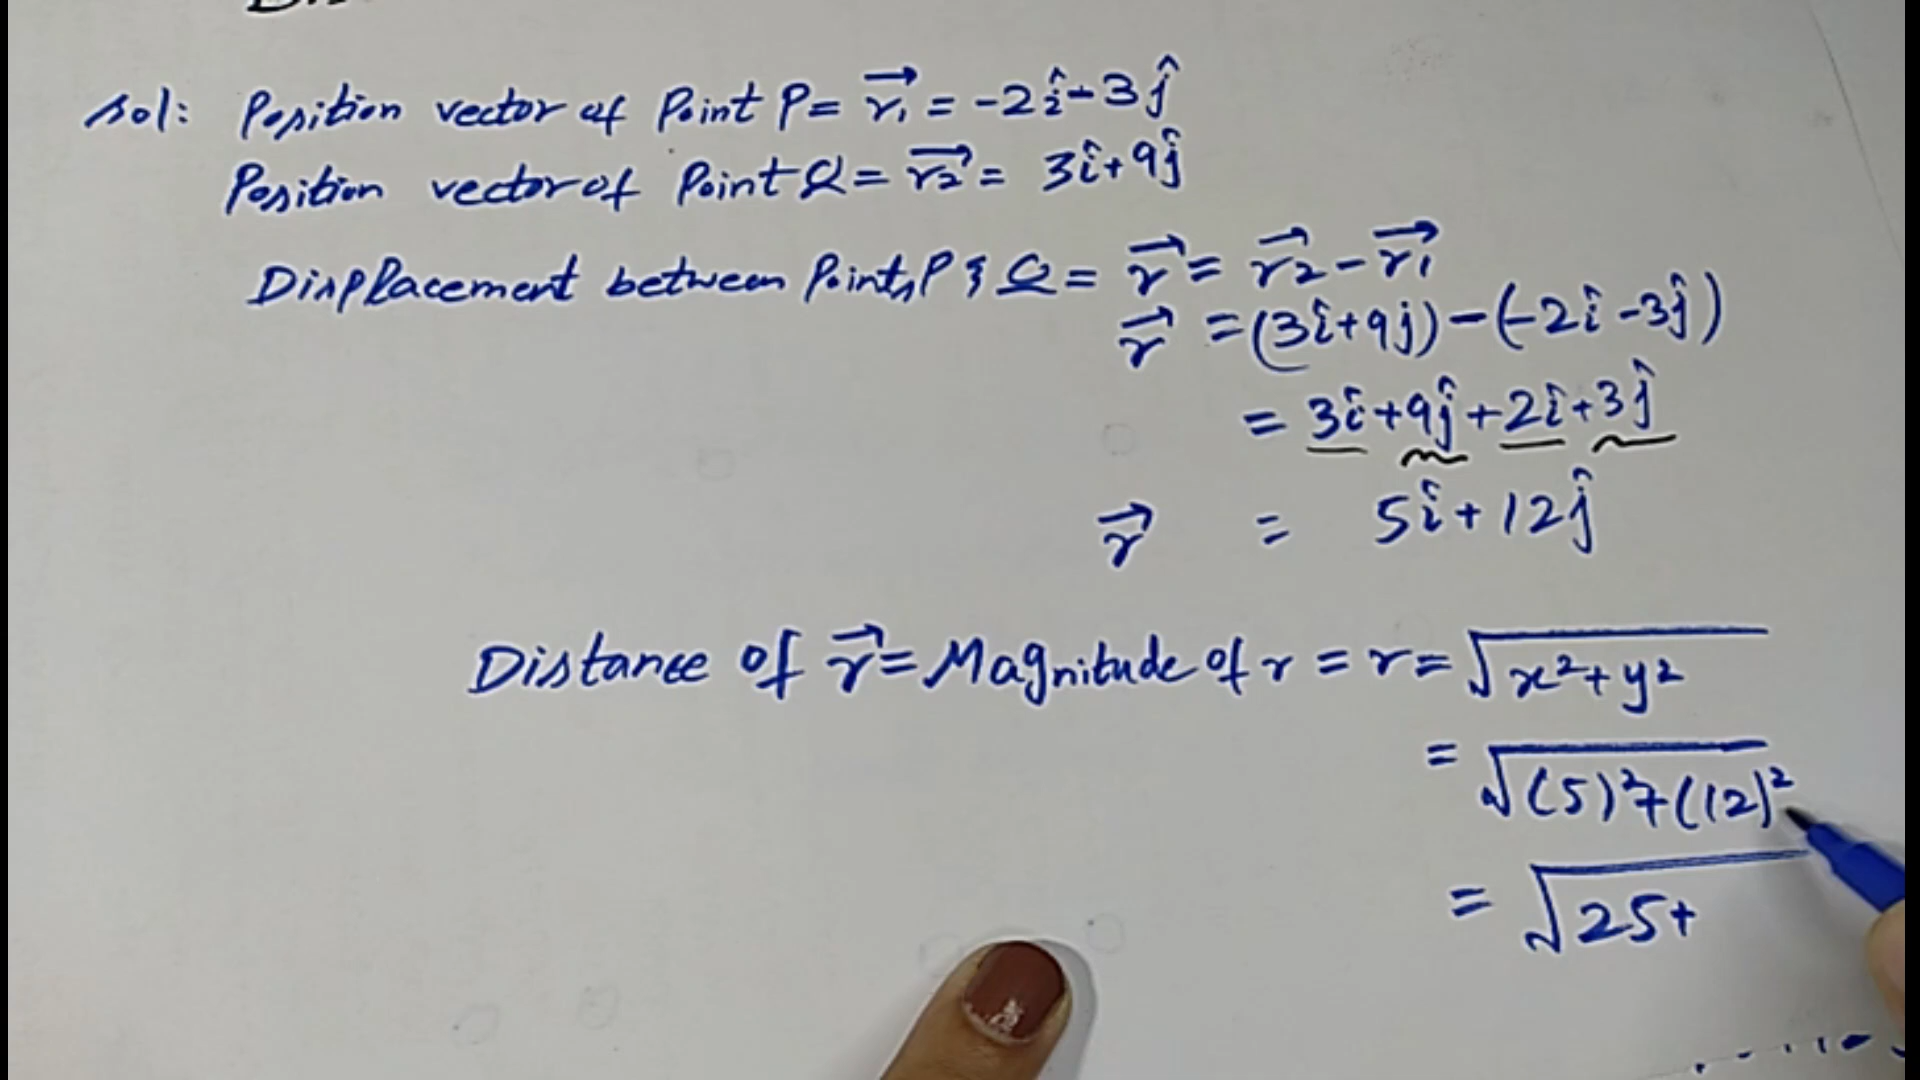 Sol: Position vector of Point P = r₁⃗ = -2î-3ĵ
Position vector of Point Q = r₂⃗ = 3î+9ĵ
Displacement between Points P & Q = r⃗ = r₂⃗ - r₁⃗
r⃗ = (3î+9ĵ)-(-2î-3ĵ)
= 3î+9ĵ+2î+3ĵ
r⃗ = 5î+12ĵ
Distance of r⃗ = Magnitude of r = r = √x²+y²
= √(5)²+(12)²
= √25+